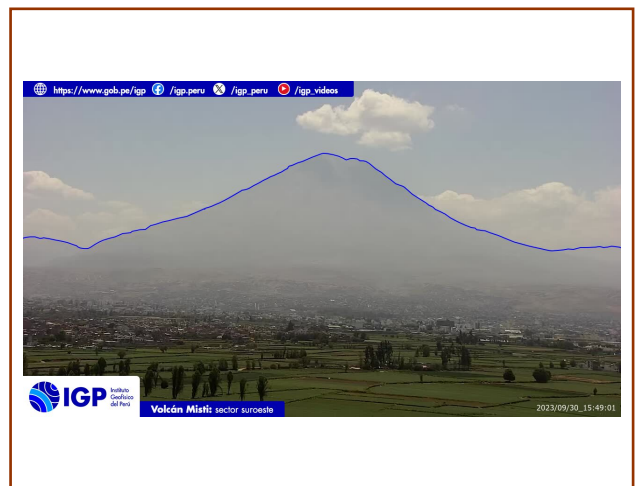 https://www.gob.pe/igp /igp.peru /igp_peru /igp_videos
IGP
Instituto
Geofísico
del Perú
Volcán Misti: sector suroeste
2023/09/30_15:49:01